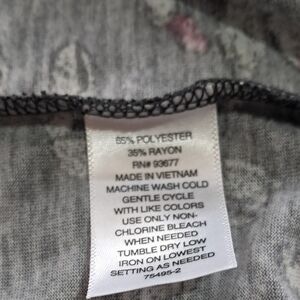 65% POLYESTER
35% RAYON
RN# 93677
MADE IN VIETNAM
MACHINE WASH COLD
GENTLE CYCLE
WITH LIKE COLORS
USE ONLY NON-
CHLORINE BLEACH
WHEN NEEDED
TUMBLE DRY LOW
IRON ON LOWEST
SETTING AS NEEDED
75495-2